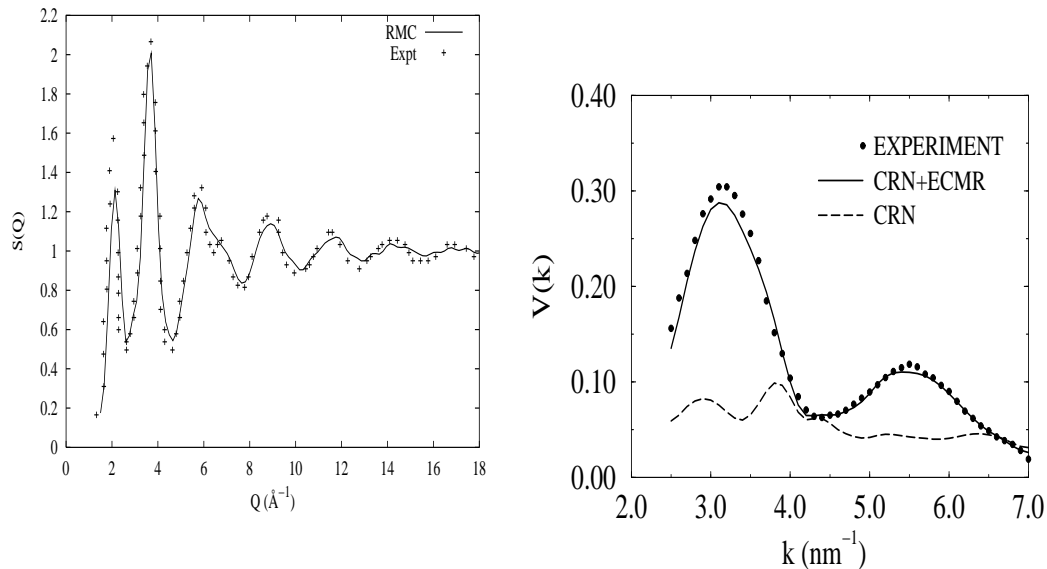 RMC
Expt
S(Q)
2.2
2
1.8
1.6
1.4
1.2
1
0.8
0.6
0.4
0.2
0
0 2 4 6 8 10 12 14 16 18
Q (Å⁻¹)
V(k)
0.40
0.30
0.20
0.10
0.00
EXPERIMENT
CRN+ECMR
CRN
2.0 3.0 4.0 5.0 6.0 7.0
k (nm⁻¹)